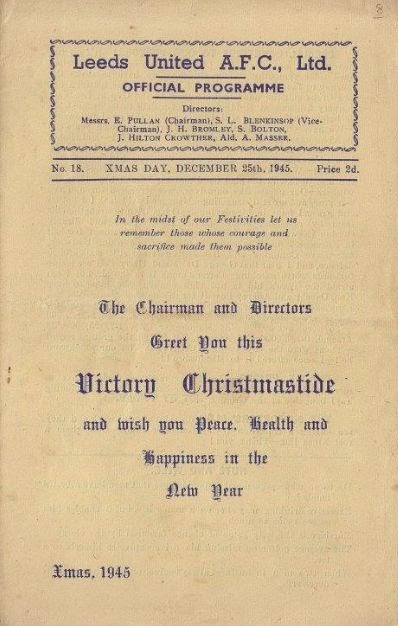 Leeds United A.F.C., Ltd.
OFFICIAL PROGRAMME
Directors:
Messrs. E. PULLAN (Chairman), S. L. BLENKINSOP (Vice-
Chairman), J. H. BROMLEY, S. BOLTON,
J. HILTON CROWTHER, Ald. A. MASSER.
No. 18. XMAS DAY, DECEMBER 25th, 1945. Price 2d.
In the midst of our Festivities let us
remember those whose courage and
sacrifice made them possible
The Chairman and Directors
Greet You this
Victory Christmastide
and wish you Peace, Health and
Happiness in the
New Year
Xmas, 1945